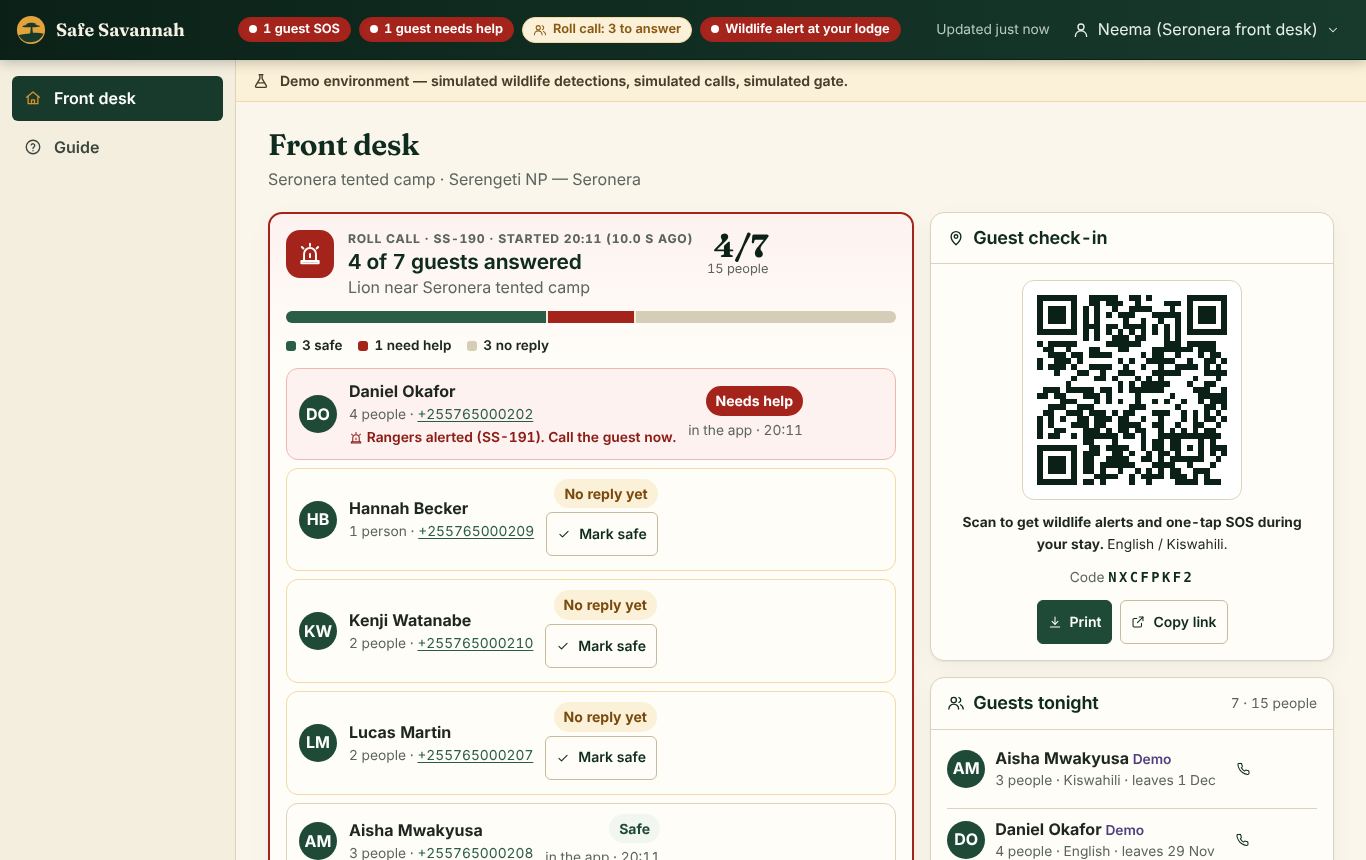 Safe Savannah
1 guest SOS
1 guest needs help
Roll call: 3 to answer
Wildlife alert at your lodge
Updated just now
Neema (Seronera front desk)
Front desk
Guide
Demo environment — simulated wildlife detections, simulated calls, simulated gate.
Front desk
Seronera tented camp · Serengeti NP — Seronera
ROLL CALL · SS-190 · STARTED 20:11 (10.0 S AGO)
4 of 7 guests answered
Lion near Seronera tented camp
4/7
15 people
3 safe
1 need help
3 no reply
DO
Daniel Okafor
4 people · +255765000202
Rangers alerted (SS-191). Call the guest now.
Needs help
in the app · 20:11
HB
Hannah Becker
1 person · +255765000209
No reply yet
Mark safe
KW
Kenji Watanabe
2 people · +255765000210
No reply yet
Mark safe
LM
Lucas Martin
2 people · +255765000207
No reply yet
Mark safe
AM
Aisha Mwakyusa
3 people · +255765000208
Safe
in the app · 20:11
Guest check-in
Scan to get wildlife alerts and one-tap SOS during
your stay. English / Kiswahili.
Code NXCFPKF2
Print
Copy link
Guests tonight
7 · 15 people
AM
Aisha Mwakyusa Demo
3 people · Kiswahili · leaves 1 Dec
DO
Daniel Okafor Demo
4 people · English · leaves 29 Nov